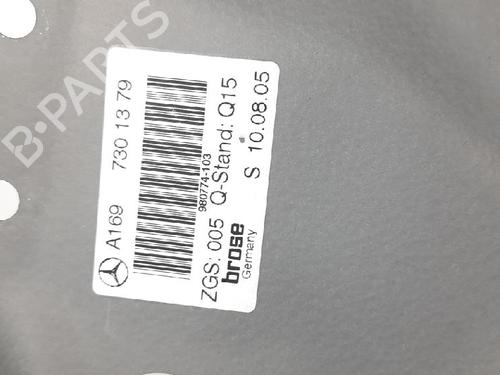 A169 730 13 79
980774-103
ZGS: 005 Q-Stand: Q15
brose S 10.08.05
Germany
B-PARTS